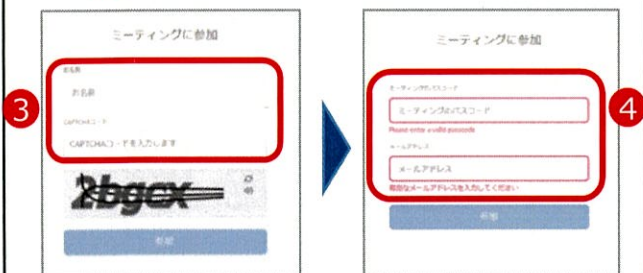 ミーティングに参加
お名前
お名前
CAPTCHAコード
CAPTCHAコードを入力します
参加
3
ミーティングに参加
ミーティングのパスコード
ミーティングのパスコード
Please enter a valid passcode
メールアドレス
メールアドレス
有効なメールアドレスを入力してください
参加
4